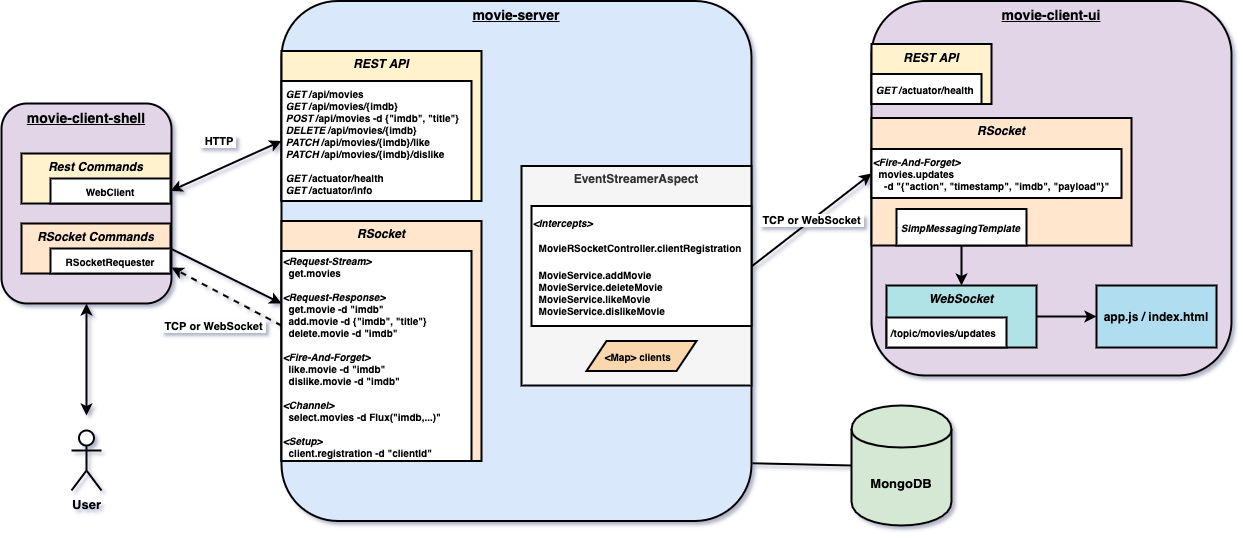 movie-client-shell
Rest Commands
WebClient
RSocket Commands
RSocketRequester
User
HTTP
TCP or WebSocket
movie-server
REST API
GET /api/movies
GET /api/movies/{imdb}
POST /api/movies -d {"imdb", "title"}
DELETE /api/movies/{imdb}
PATCH /api/movies/{imdb}/like
PATCH /api/movies/{imdb}/dislike
GET /actuator/health
GET /actuator/info
RSocket
<Request-Stream>
get.movies
<Request-Response>
get.movie -d "imdb"
add.movie -d {"imdb", "title"}
delete.movie -d "imdb"
<Fire-And-Forget>
like.movie -d "imdb"
dislike.movie -d "imdb"
<Channel>
select.movies -d Flux("imdb,...)"
<Setup>
client.registration -d "clientId"
EventStreamerAspect
<Intercepts>
MovieRSocketController.clientRegistration
MovieService.addMovie
MovieService.deleteMovie
MovieService.likeMovie
MovieService.dislikeMovie
<Map> clients
TCP or WebSocket
MongoDB
movie-client-ui
REST API
GET /actuator/health
RSocket
<Fire-And-Forget>
movies.updates
-d "{"action", "timestamp", "imdb", "payload"}"
SimpMessagingTemplate
WebSocket
/topic/movies/updates
app.js / index.html